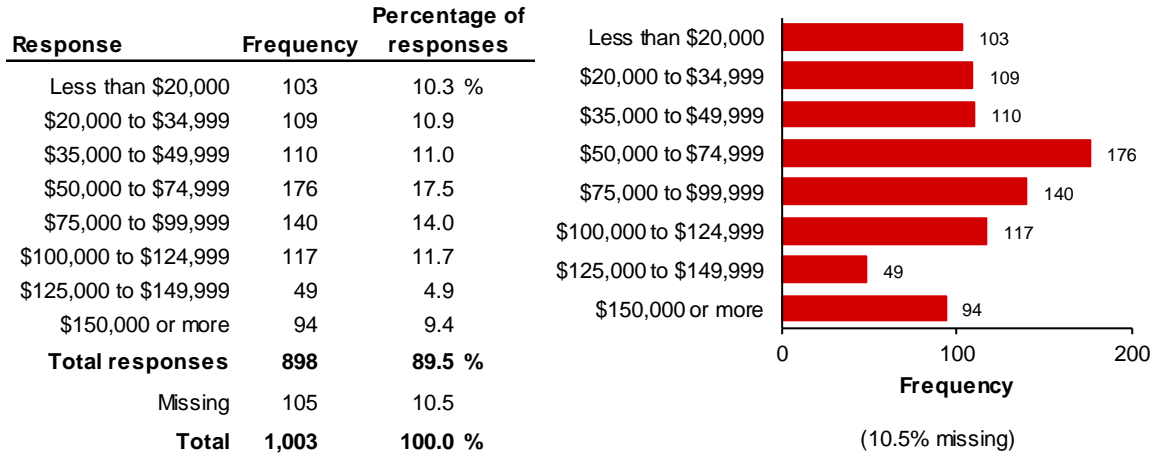 Response Frequency Percentage of responses
Less than $20,000 103 10.3 %
$20,000 to $34,999 109 10.9
$35,000 to $49,999 110 11.0
$50,000 to $74,999 176 17.5
$75,000 to $99,999 140 14.0
$100,000 to $124,999 117 11.7
$125,000 to $149,999 49 4.9
$150,000 or more 94 9.4
Total responses 898 89.5 %
Missing 105 10.5
Total 1,003 100.0 %
Less than $20,000 103
$20,000 to $34,999 109
$35,000 to $49,999 110
$50,000 to $74,999 176
$75,000 to $99,999 140
$100,000 to $124,999 117
$125,000 to $149,999 49
$150,000 or more 94
0 100 200
Frequency
(10.5% missing)